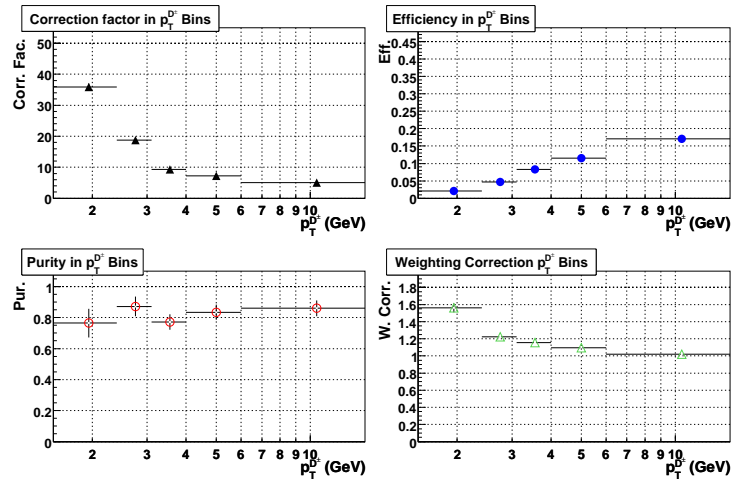 Correction factor in p_T^{D^±} Bins
Corr. Fac.
50
40
30
20
10
0
2 3 4 5 6 7 8 9 10
p_T^{D^±} (GeV)
Efficiency in p_T^{D^±} Bins
Eff.
0.45
0.4
0.35
0.3
0.25
0.2
0.15
0.1
0.05
0
2 3 4 5 6 7 8 9 10
p_T^{D^±} (GeV)
Purity in p_T^{D^±} Bins
Pur.
1
0.8
0.6
0.4
0.2
0
2 3 4 5 6 7 8 9 10
p_T^{D^±} (GeV)
Weighting Correction p_T^{D^±} Bins
W. Corr.
1.8
1.6
1.4
1.2
1
0.8
0.6
0.4
0.2
0
2 3 4 5 6 7 8 9 10
p_T^{D^±} (GeV)